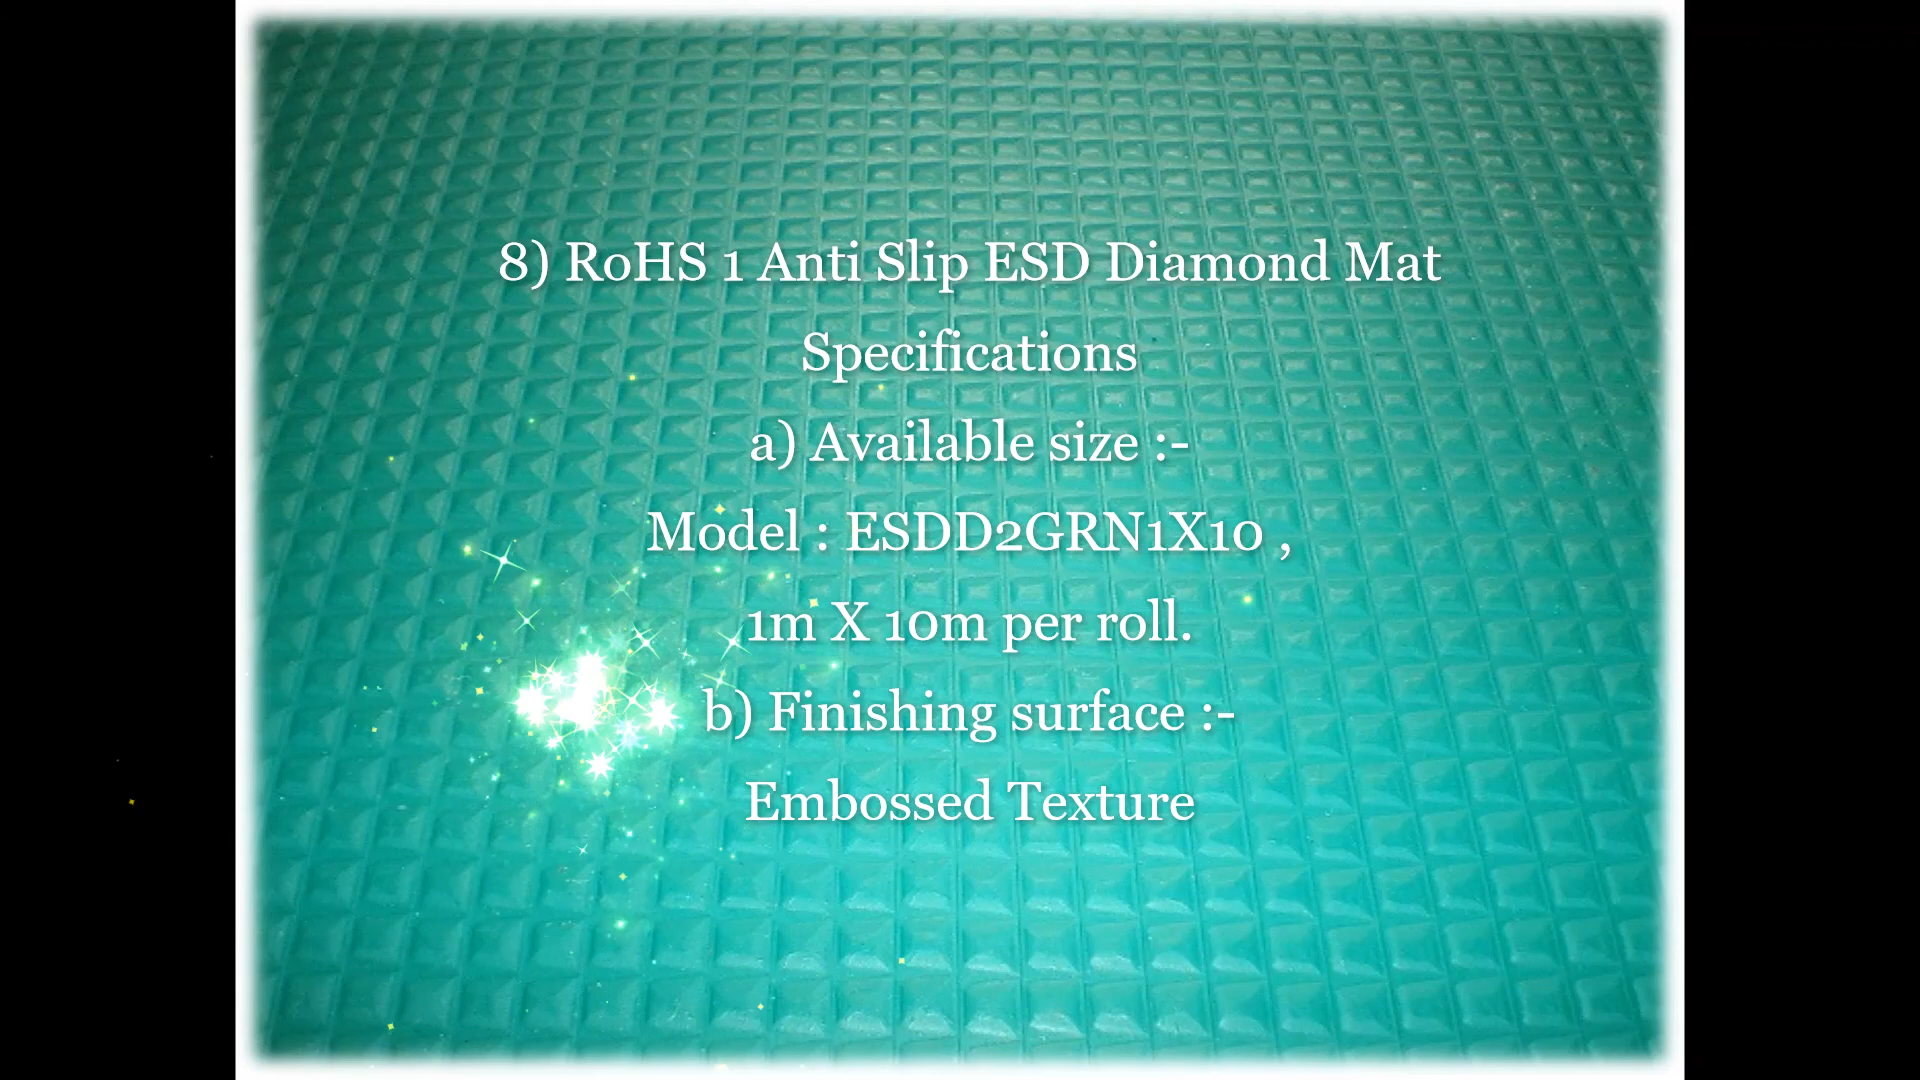 8) RoHS 1 Anti Slip ESD Diamond Mat
Specifications
a) Available size :-
Model : ESDD2GRN1X10 ,
1m X 10m per roll.
b) Finishing surface :-
Embossed Texture